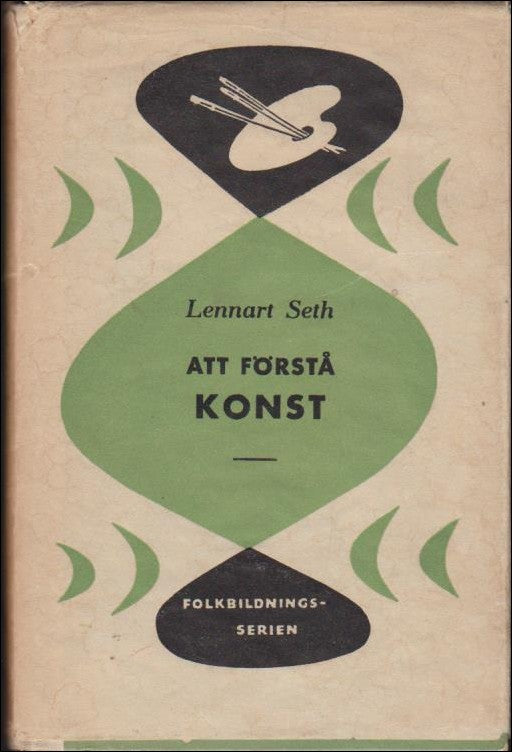 Lennart Seth
ATT FÖRSTÅ
KONST
FOLKBILDNINGS-
SERIEN